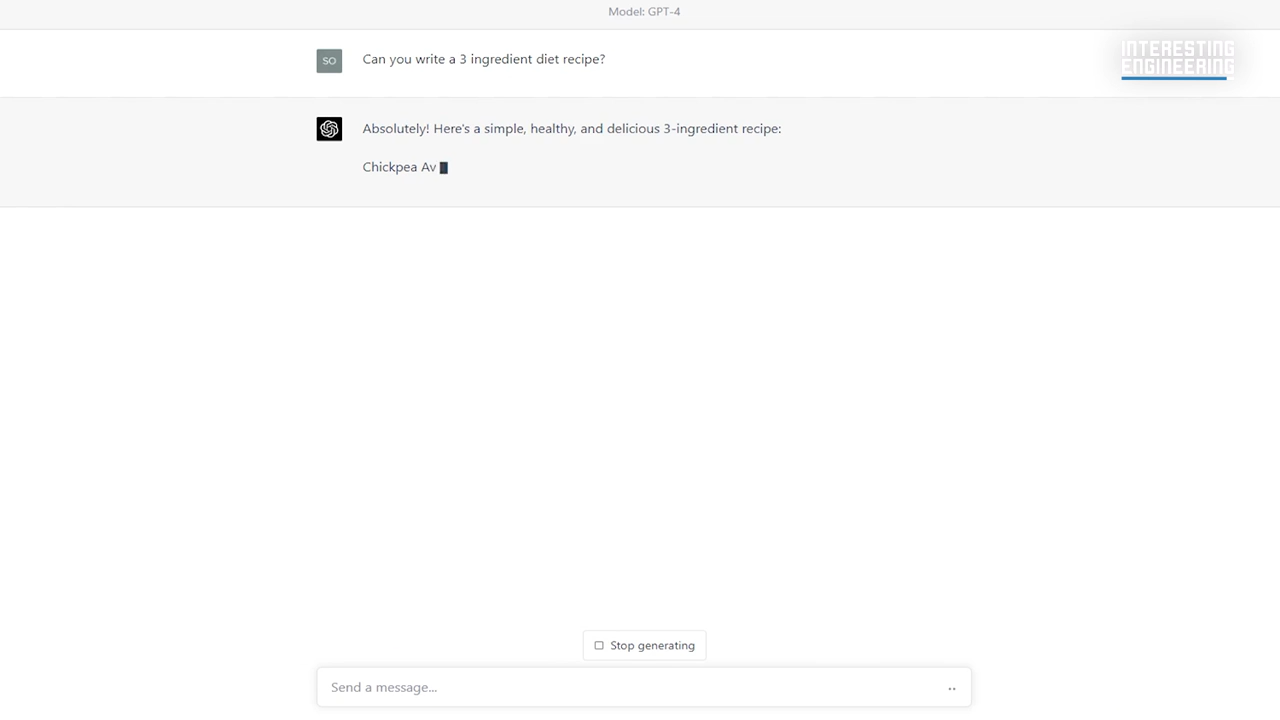 Model: GPT-4
INTERESTING
ENGINEERING
SO
Can you write a 3 ingredient diet recipe?
Absolutely! Here's a simple, healthy, and delicious 3-ingredient recipe:
Chickpea Av
Stop generating
Send a message...